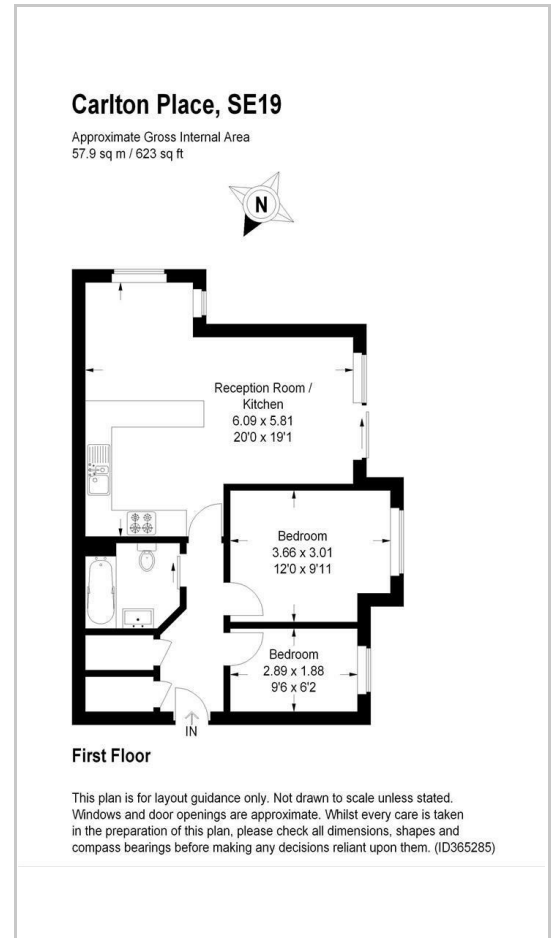 Carlton Place, SE19
Approximate Gross Internal Area
57.9 sq m / 623 sq ft
N
Reception Room /
Kitchen
6.09 x 5.81
20'0 x 19'1
Bedroom
3.66 x 3.01
12'0 x 9'11
Bedroom
2.89 x 1.88
9'6 x 6'2
IN
First Floor
This plan is for layout guidance only. Not drawn to scale unless stated.
Windows and door openings are approximate. Whilst every care is taken
in the preparation of this plan, please check all dimensions, shapes and
compass bearings before making any decisions reliant upon them. (ID365285)